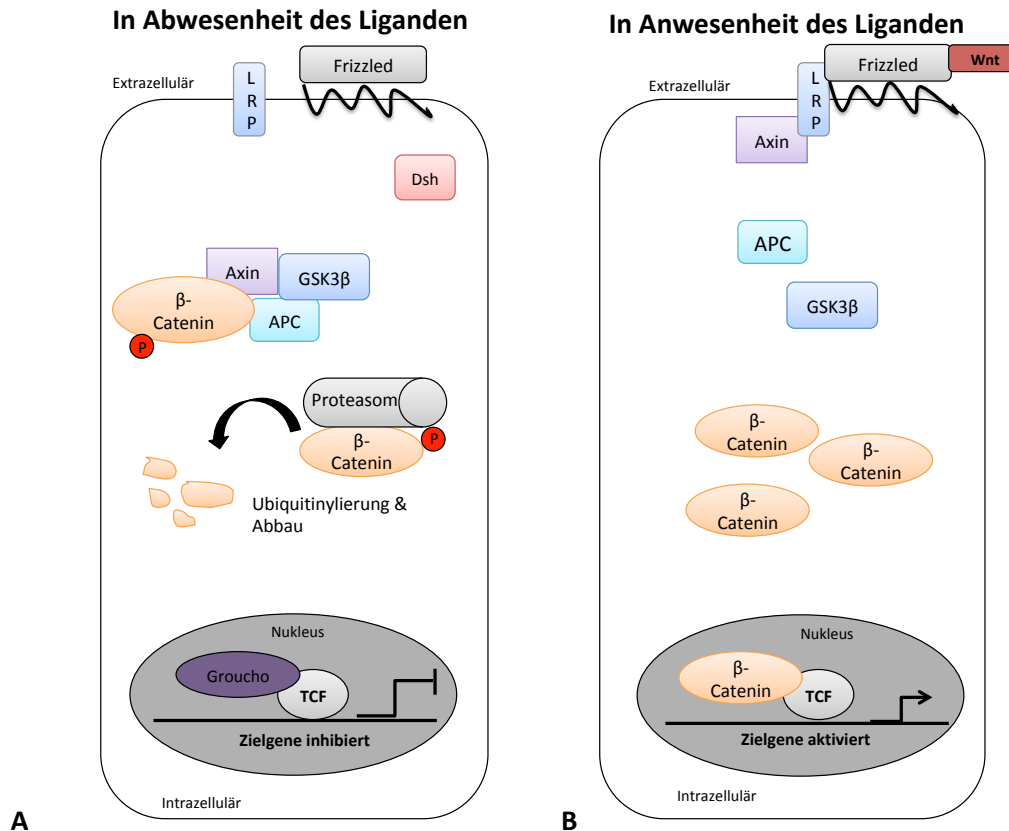 In Abwesenheit des Liganden
Extrazellulär
L
R
P
Frizzled
Dsh
Axin
GSK3β
β-
Catenin
APC
P
Proteasom
β-
Catenin
P
Ubiquitinylierung &
Abbau
Nukleus
Groucho
TCF
Zielgene inhibiert
Intrazellulär
A
In Anwesenheit des Liganden
Extrazellulär
L
R
P
Frizzled
Wnt
Axin
APC
GSK3β
β-
Catenin
β-
Catenin
β-
Catenin
Nukleus
β-
Catenin
TCF
Zielgene aktiviert
Intrazellulär
B